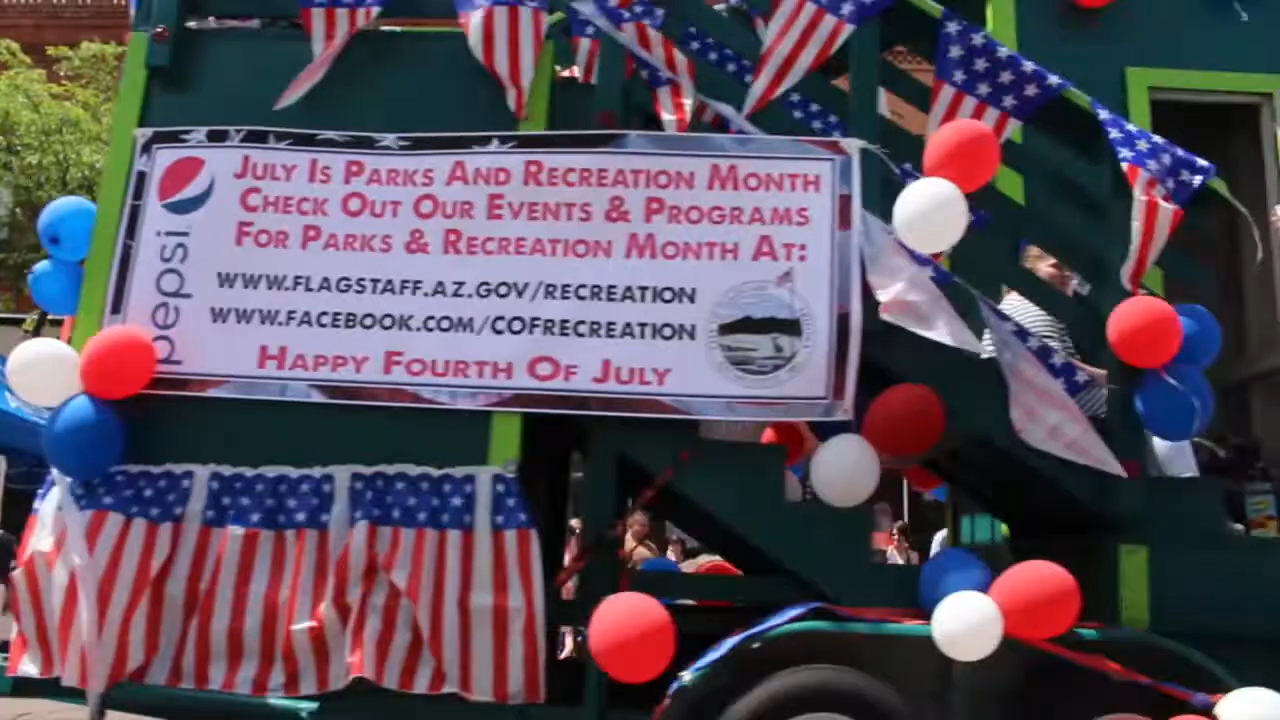 July Is Parks And Recreation Month
Check Out Our Events & Programs
For Parks & Recreation Month At:
www.flagstaff.az.gov/recreation
www.facebook.com/cofrecreation
Happy Fourth Of July
pepsi